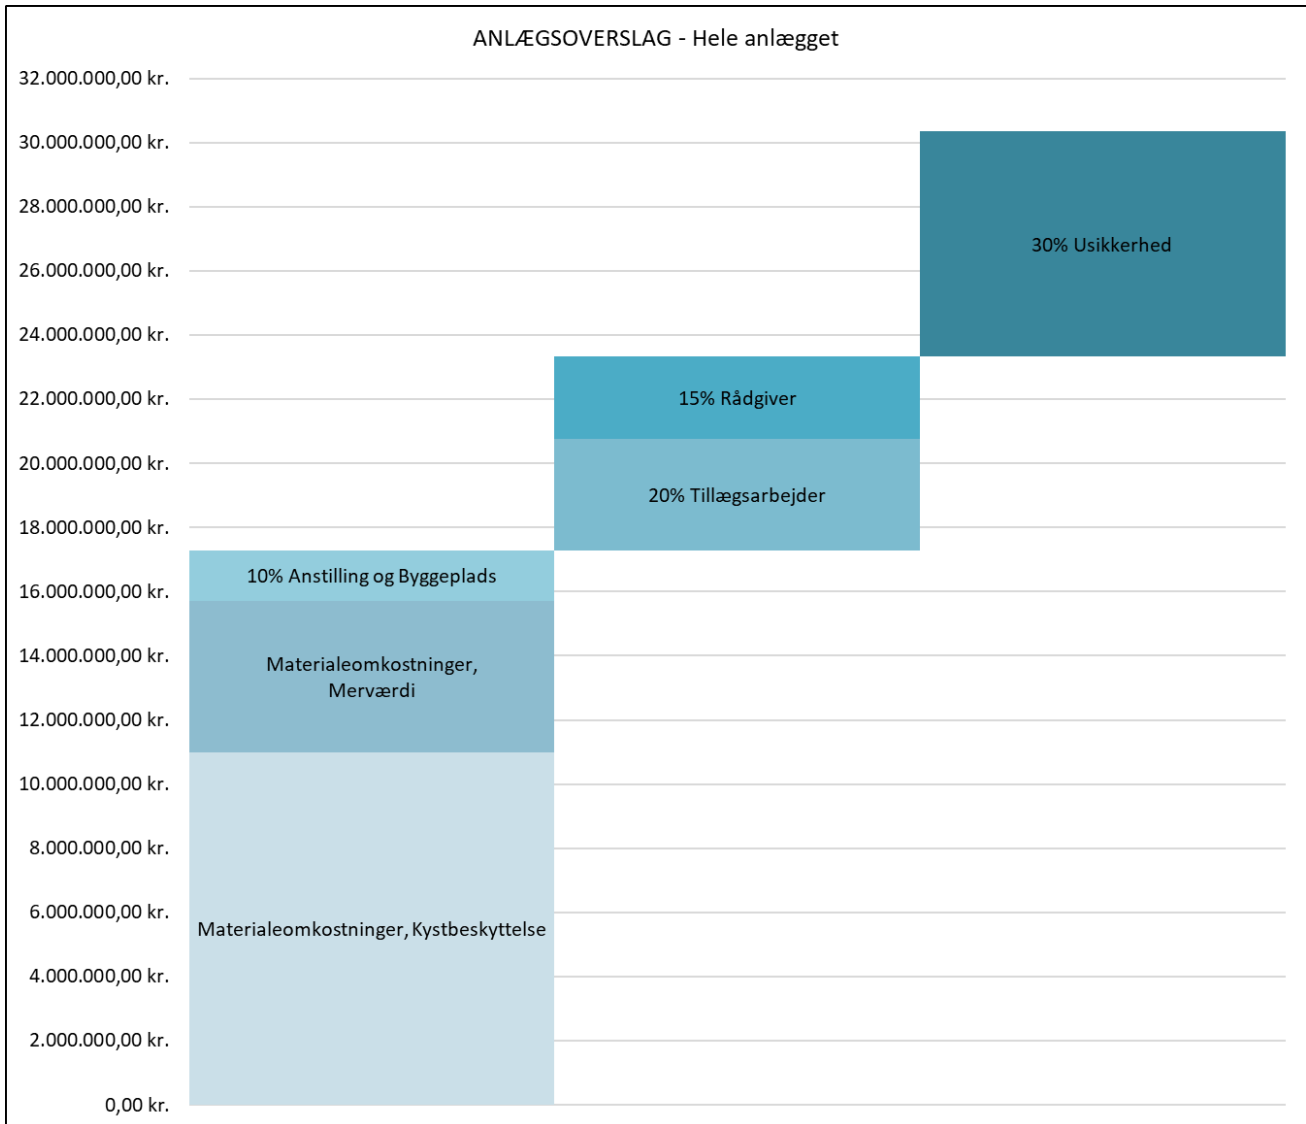 ANLÆGSOVERSLAG - Hele anlægget
32.000.000,00 kr.
30.000.000,00 kr.
28.000.000,00 kr.
26.000.000,00 kr.
24.000.000,00 kr.
22.000.000,00 kr.
20.000.000,00 kr.
18.000.000,00 kr.
16.000.000,00 kr.
14.000.000,00 kr.
12.000.000,00 kr.
10.000.000,00 kr.
8.000.000,00 kr.
6.000.000,00 kr.
4.000.000,00 kr.
2.000.000,00 kr.
0,00 kr.
30% Usikkerhed
15% Rådgiver
20% Tillægsarbejder
10% Anstilling og Byggeplads
Materialeomkostninger,
Merværdi
Materialeomkostninger, Kystbeskyttelse